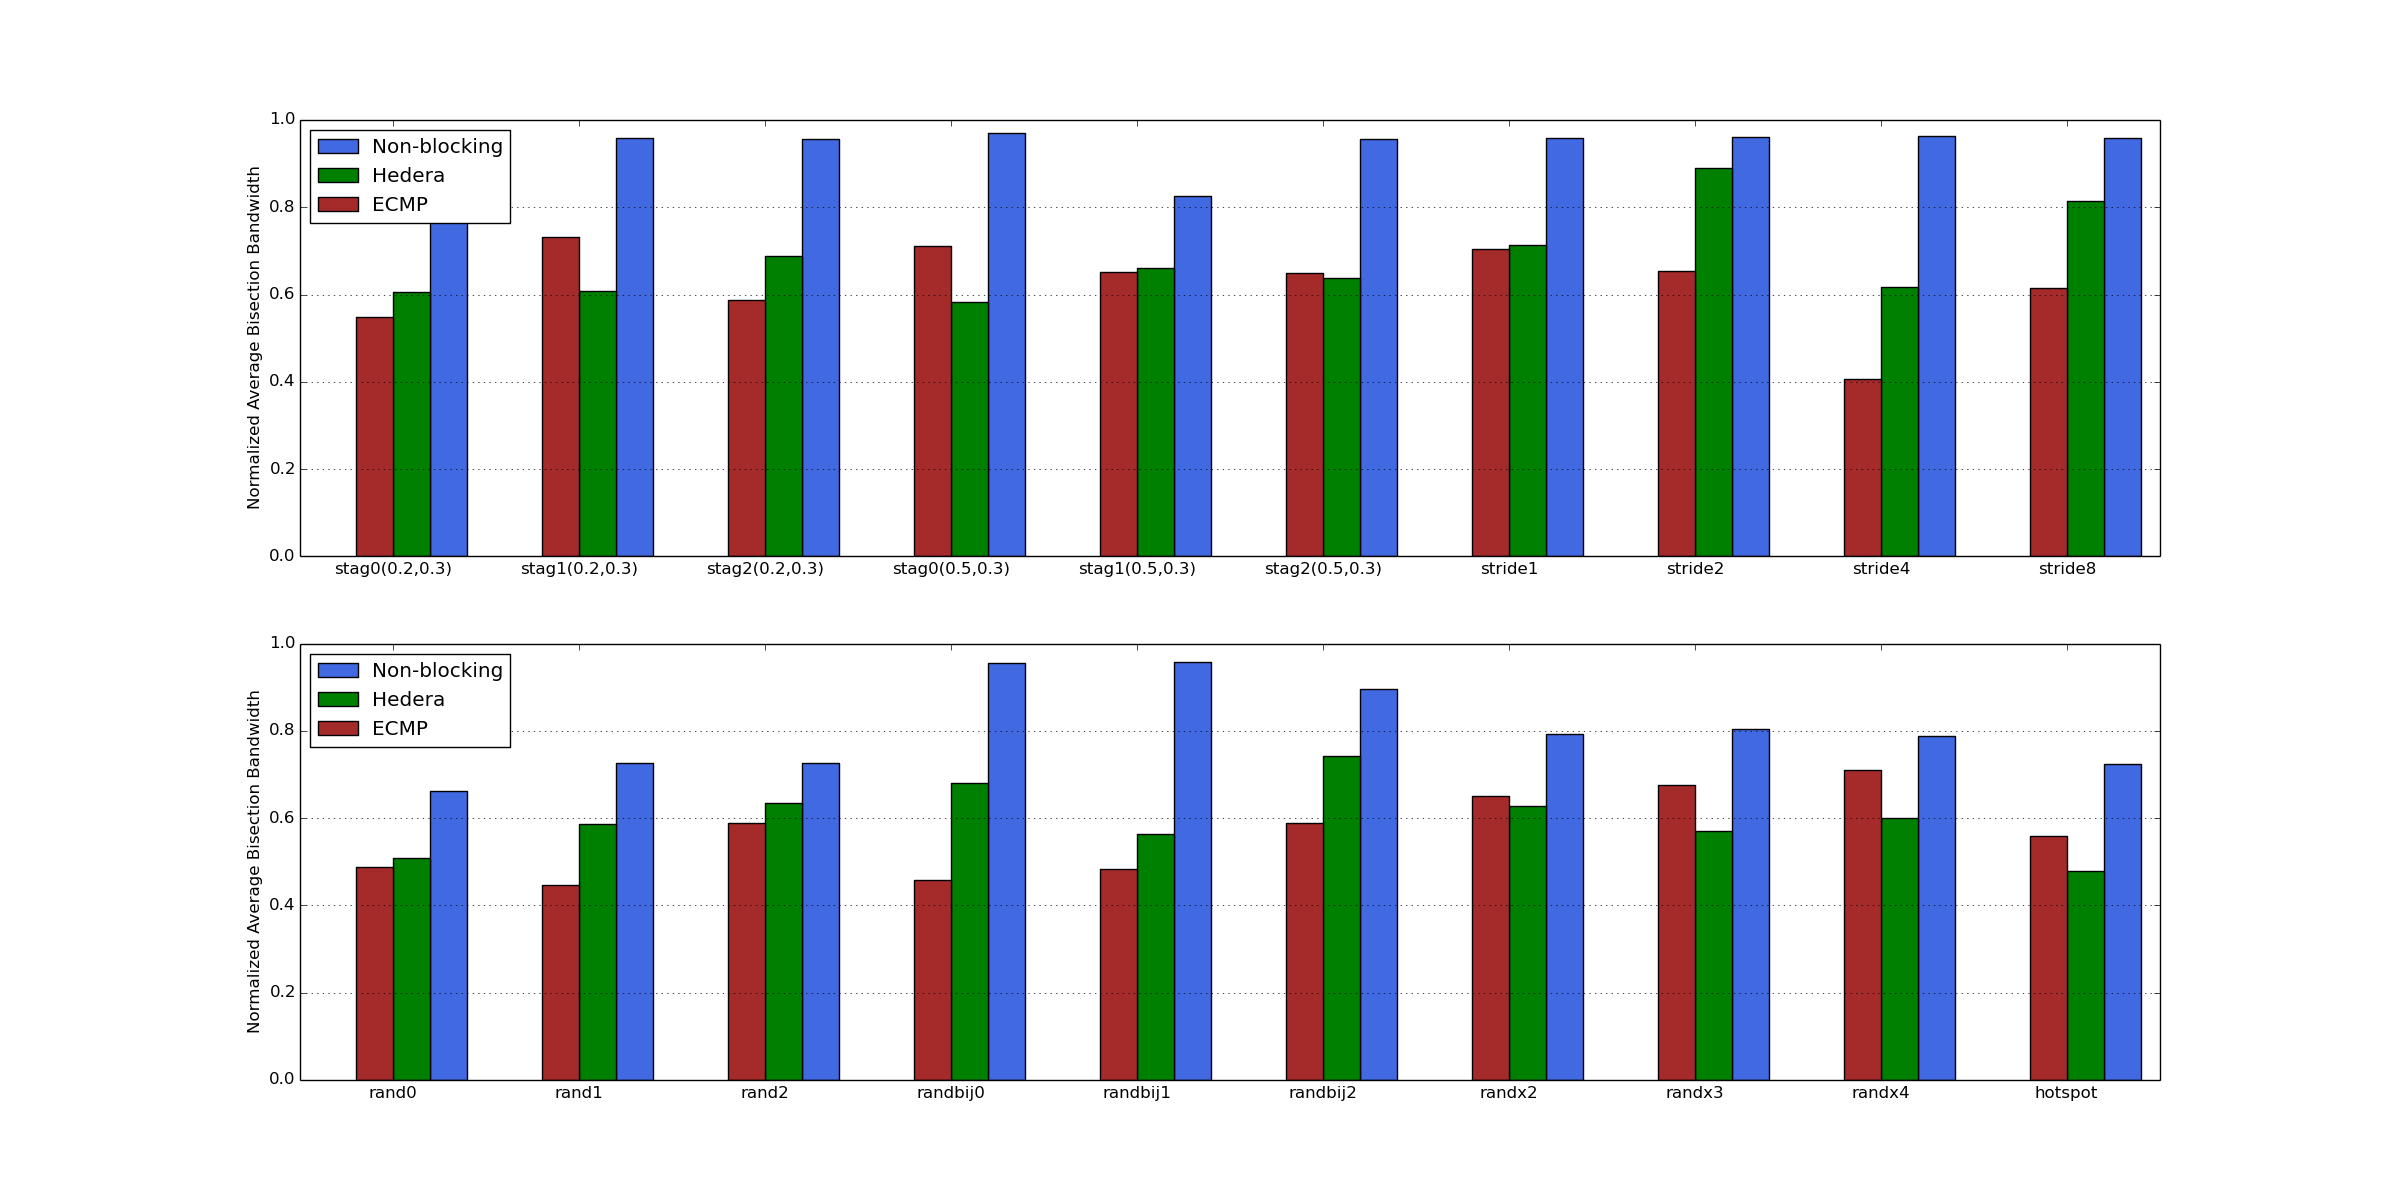 Normalized Average Bisection Bandwidth
1.0
0.8
0.6
0.4
0.2
0.0
Non-blocking
Hedera
ECMP
stag0(0.2,0.3) stag1(0.2,0.3) stag2(0.2,0.3) stag0(0.5,0.3) stag1(0.5,0.3) stag2(0.5,0.3) stride1 stride2 stride4 stride8
Normalized Average Bisection Bandwidth
1.0
0.8
0.6
0.4
0.2
0.0
Non-blocking
Hedera
ECMP
rand0 rand1 rand2 randbij0 randbij1 randbij2 randx2 randx3 randx4 hotspot